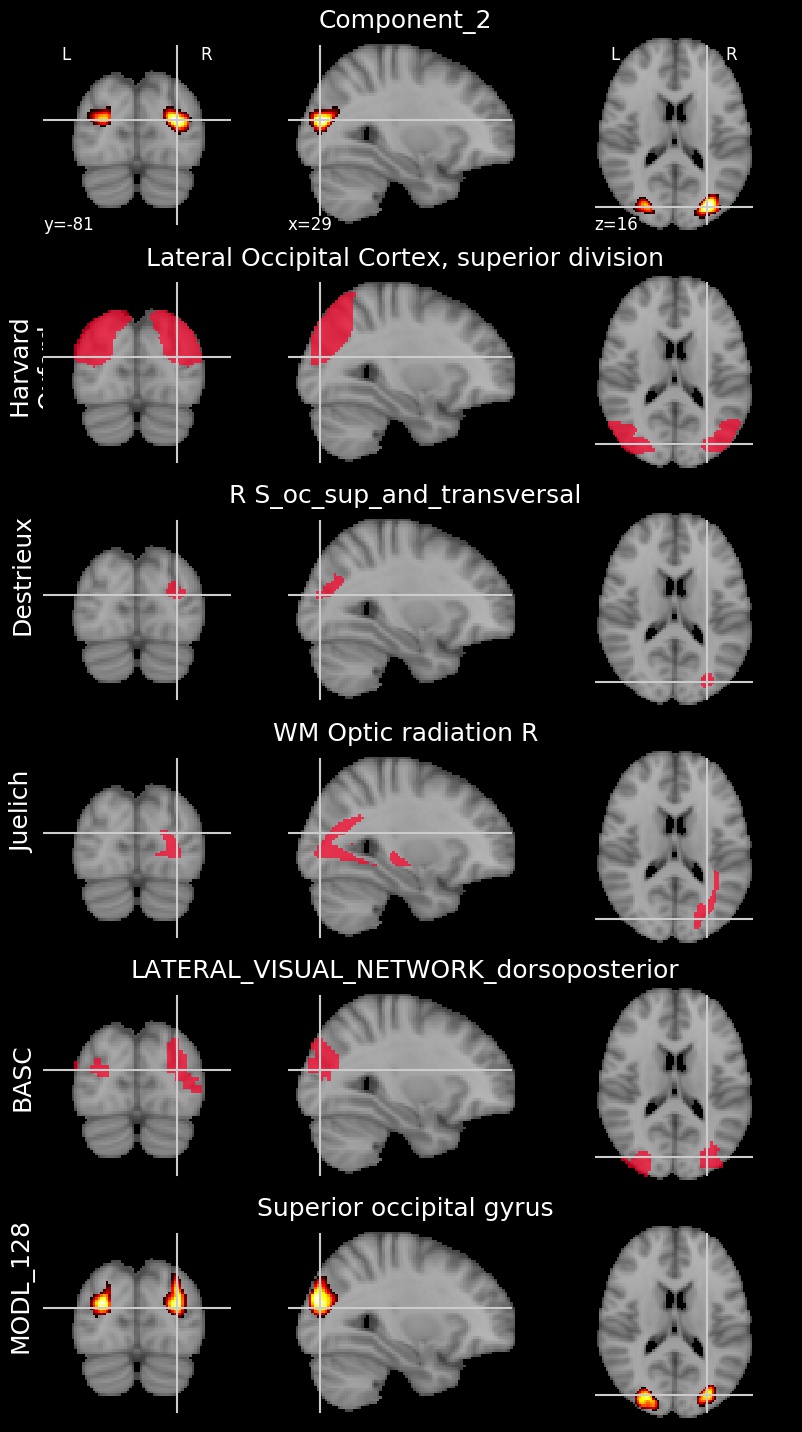 Component_2
L R L R
y=-81 x=29 z=16
Lateral Occipital Cortex, superior division
Harvard
R S_oc_sup_and_transversal
Destrieux
WM Optic radiation R
Juelich
LATERAL_VISUAL_NETWORK_dorsoposterior
BASC
Superior occipital gyrus
MODL_128